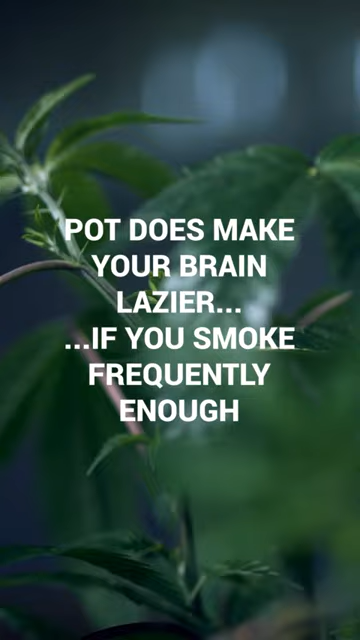 POT DOES MAKE
YOUR BRAIN
LAZIER...
...IF YOU SMOKE
FREQUENTLY
ENOUGH